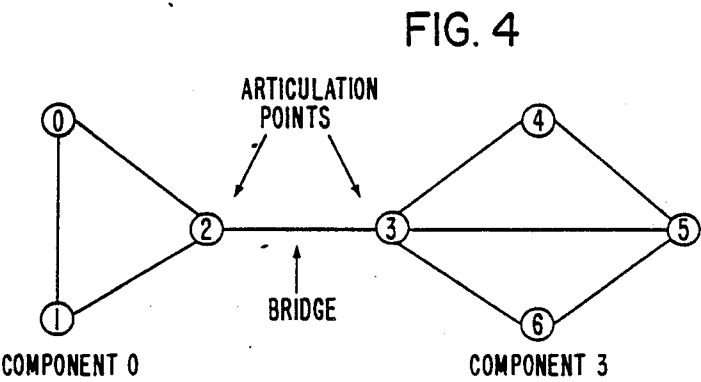 FIG. 4
ARTICULATION
POINTS
0
4
2
3
5
BRIDGE
1
6
COMPONENT 0
COMPONENT 3